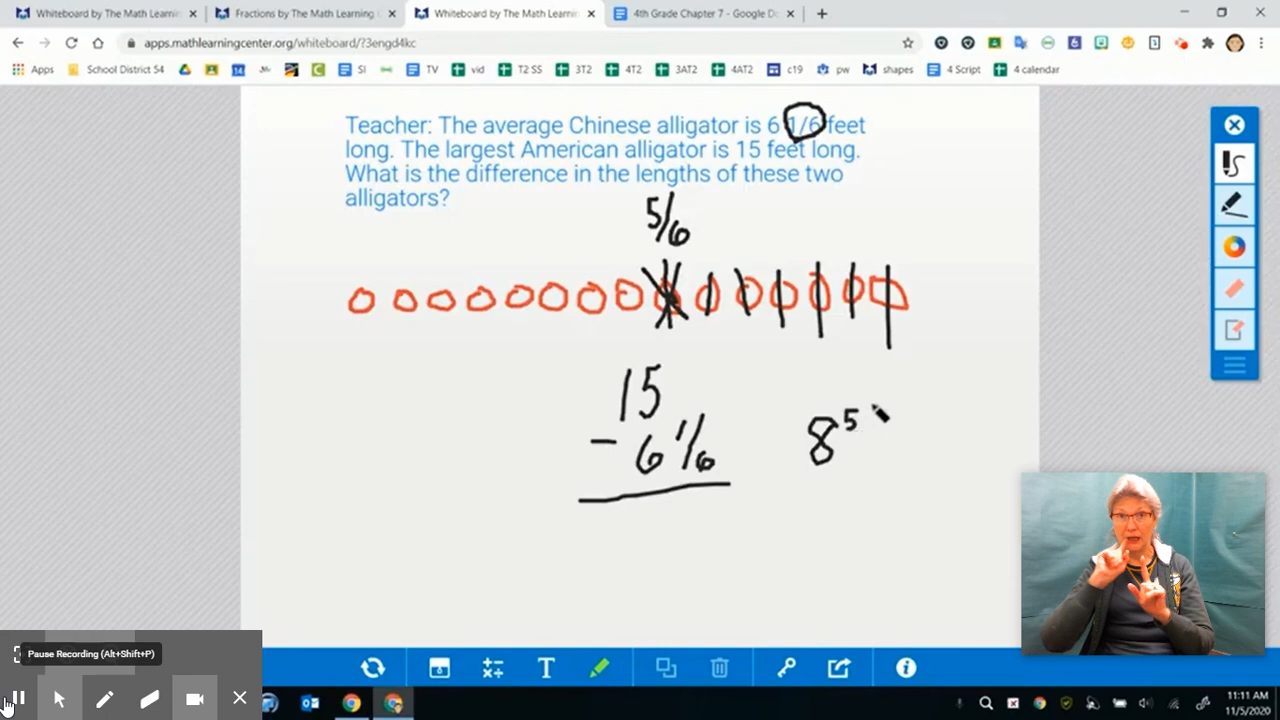 Whiteboard by The Math Learnin
Fractions by The Math Learning
Whiteboard by The Math Learnin
4th Grade Chapter 7 - Google Do
apps.mathlearningcenter.org/whiteboard/?3engd4kc
Apps
School District 54
SI
TV
vid
T2 SS
3T2
4T2
3AT2
4AT2
c19
pw
shapes
4 Script
4 calendar
Teacher: The average Chinese alligator is 6 1/6 feet
long. The largest American alligator is 15 feet long.
What is the difference in the lengths of these two
alligators?
5/6
15
- 6 1/6
8 5
Pause Recording (Alt+Shift+P)
11:11 AM
11/5/2020